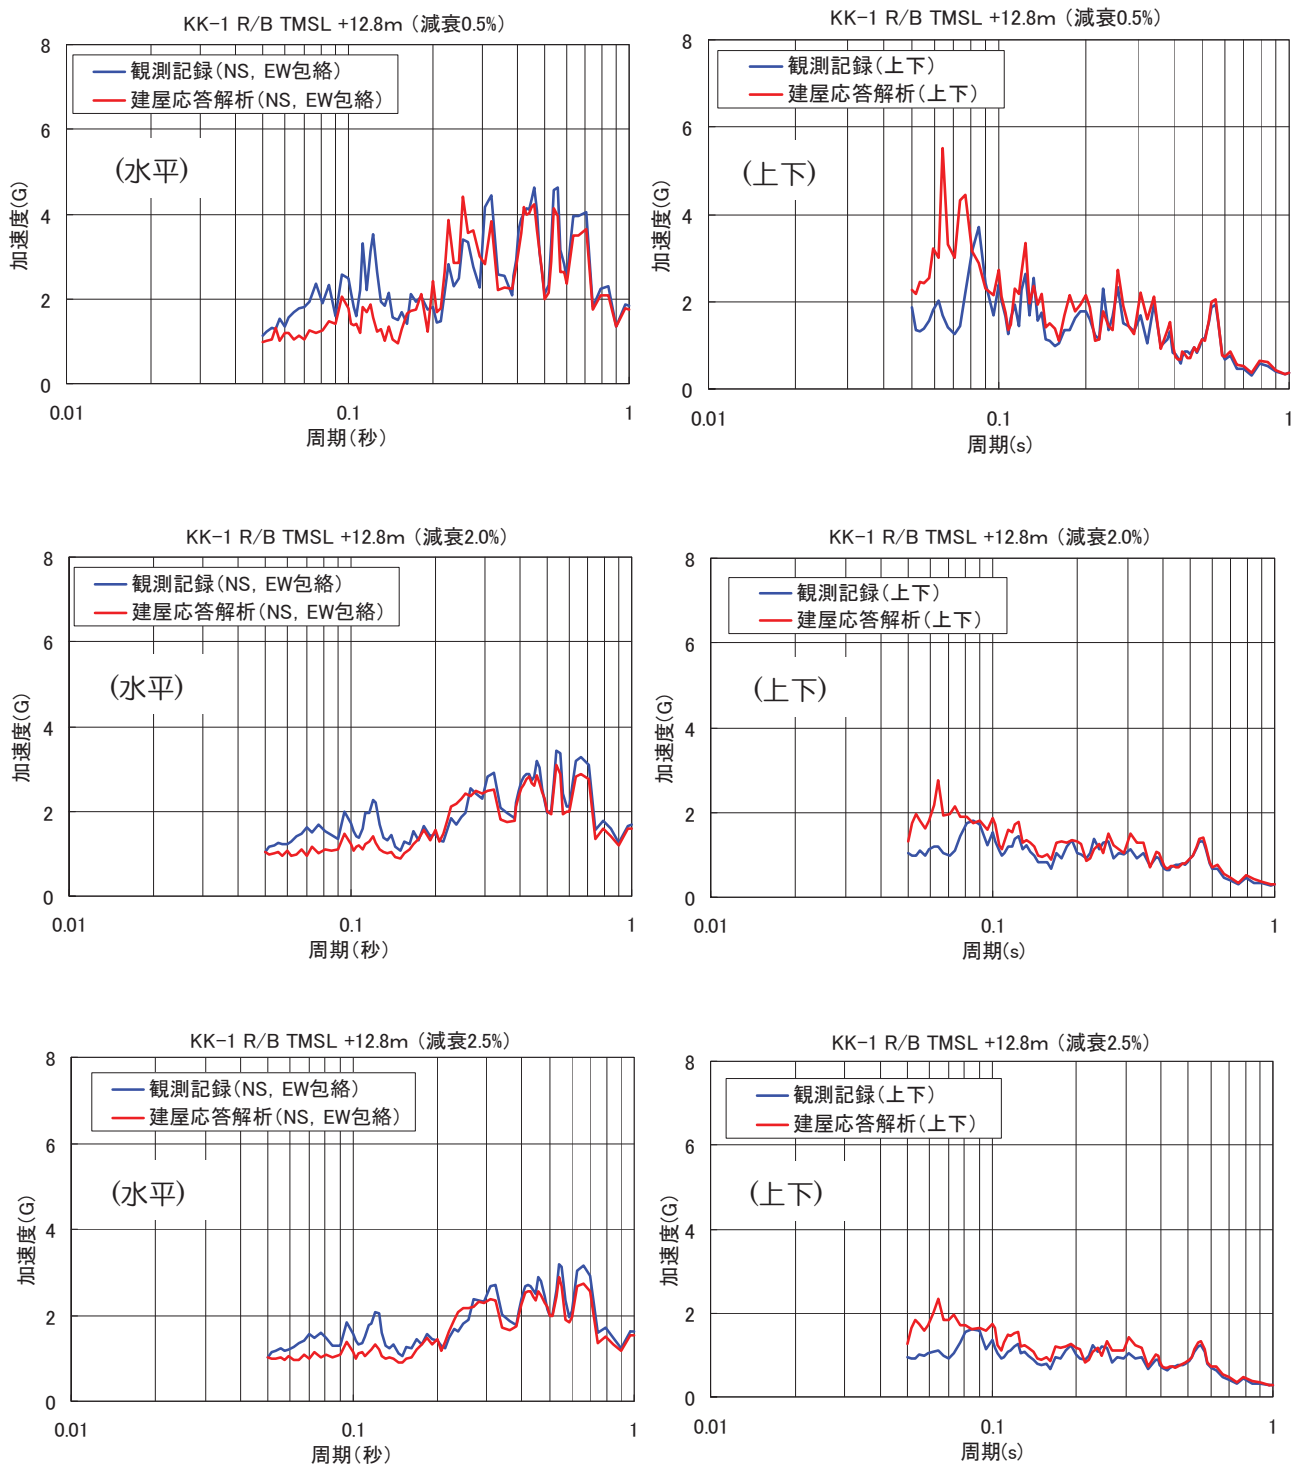 KK-1 R/B TMSL +12.8m (減衰0.5%)
観測記録(NS, EW包絡)
建屋応答解析(NS, EW包絡)
(水平)
加速度(G)
8
6
4
2
0
0.01
0.1
1
周期(秒)
KK-1 R/B TMSL +12.8m (減衰0.5%)
観測記録(上下)
建屋応答解析(上下)
(上下)
加速度(G)
8
6
4
2
0
0.01
0.1
1
周期(s)
KK-1 R/B TMSL +12.8m (減衰2.0%)
観測記録(NS, EW包絡)
建屋応答解析(NS, EW包絡)
(水平)
加速度(G)
8
6
4
2
0
0.01
0.1
1
周期(秒)
KK-1 R/B TMSL +12.8m (減衰2.0%)
観測記録(上下)
建屋応答解析(上下)
(上下)
加速度(G)
8
6
4
2
0
0.01
0.1
1
周期(s)
KK-1 R/B TMSL +12.8m (減衰2.5%)
観測記録(NS, EW包絡)
建屋応答解析(NS, EW包絡)
(水平)
加速度(G)
8
6
4
2
0
0.01
0.1
1
周期(秒)
KK-1 R/B TMSL +12.8m (減衰2.5%)
観測記録(上下)
建屋応答解析(上下)
(上下)
加速度(G)
8
6
4
2
0
0.01
0.1
1
周期(s)